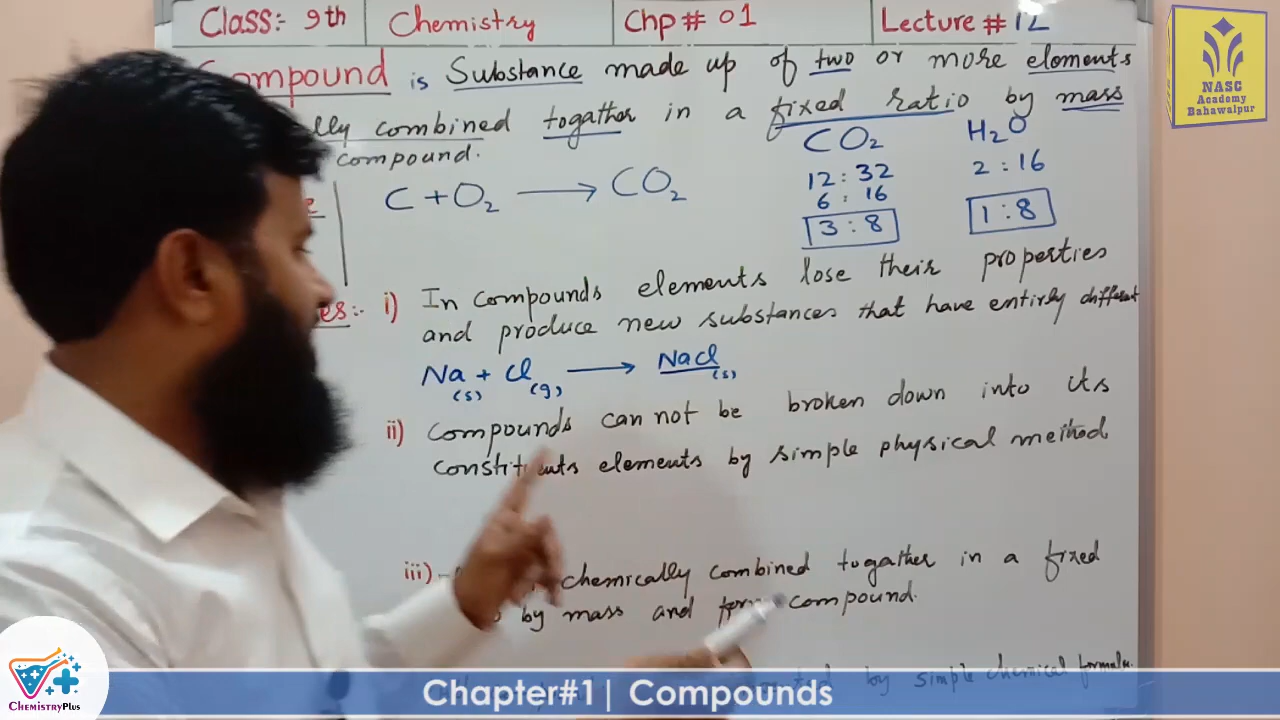 Class:- 9th Chemistry Chp # 01 Lecture # 12
Compound is Substance made up of two or more elements
lly combined togather in a fixed ratio by mass
compound.
C + O2 ⟶ CO2
CO2
12 : 32
6 : 16
3 : 8
H2O
2 : 16
1 : 8
es:- i) In compounds elements lose their properties
and produce new substances that have entirly different
Na(s) + Cl(g) ⟶ NaCl(s)
ii) Compounds can not be broken down into its
constituents elements by simple physical method
iii) chemically combined togather in a fixed
by mass and form compound.
by simple chemical formula.
NASC
Academy
Bahawalpur
ChemistryPlus
Chapter#1| Compounds